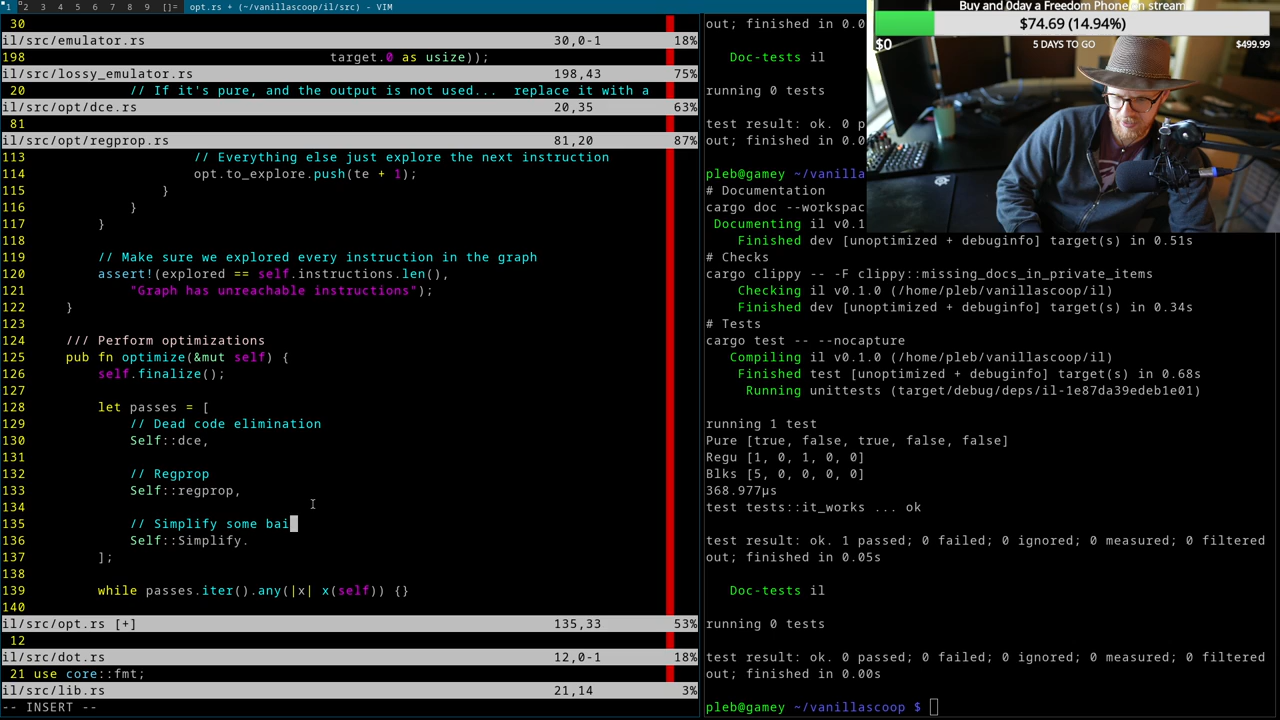 1 2 3 4 5 6 7 8 9 []= opt.rs + (~/vanillascoop/il/src) - VIM
30
il/src/emulator.rs 30,0-1 18%
198 target.0 as usize));
il/src/lossy_emulator.rs 198,43 75%
20 // If it's pure, and the output is not used... replace it with a
il/src/opt/dce.rs 20,35 63%
81
il/src/opt/regprop.rs 81,20 87%
113 // Everything else just explore the next instruction
114 opt.to_explore.push(te + 1);
115 }
116 }
117 }
118
119 // Make sure we explored every instruction in the graph
120 assert!(explored == self.instructions.len(),
121 "Graph has unreachable instructions");
122 }
123
124 /// Perform optimizations
125 pub fn optimize(&mut self) {
126 self.finalize();
127
128 let passes = [
129 // Dead code elimination
130 Self::dce,
131
132 // Regprop
133 Self::regprop,
134
135 // Simplify some bai
136 Self::Simplify.
137 ];
138
139 while passes.iter().any(|x| x(self)) {}
140
il/src/opt.rs [+] 135,33 53%
12
il/src/dot.rs 12,0-1 18%
21 use core::fmt;
il/src/lib.rs 21,14 3%
-- INSERT --
out; finished in 0.0
Doc-tests il
running 0 tests
test result: ok. 0 p
out; finished in 0.0
pleb@gamey ~/vanilla
# Documentation
cargo doc --workspac
Documenting il v0.1
Finished dev [unoptimized + debuginfo] target(s) in 0.51s
# Checks
cargo clippy -- -F clippy::missing_docs_in_private_items
Checking il v0.1.0 (/home/pleb/vanillascoop/il)
Finished dev [unoptimized + debuginfo] target(s) in 0.34s
# Tests
cargo test -- --nocapture
Compiling il v0.1.0 (/home/pleb/vanillascoop/il)
Finished test [unoptimized + debuginfo] target(s) in 0.68s
Running unittests (target/debug/deps/il-1e87da39edeb1e01)
running 1 test
Pure [true, false, true, false, false]
Regu [1, 0, 1, 0, 0]
Blks [5, 0, 0, 0, 0]
368.977µs
test tests::it_works ... ok
test result: ok. 1 passed; 0 failed; 0 ignored; 0 measured; 0 filtered
out; finished in 0.05s
Doc-tests il
running 0 tests
test result: ok. 0 passed; 0 failed; 0 ignored; 0 measured; 0 filtered
out; finished in 0.00s
pleb@gamey ~/vanillascoop $
Buy and 0day a Freedom Phone on stream
$74.69 (14.94%)
$0 5 DAYS TO GO $499.99